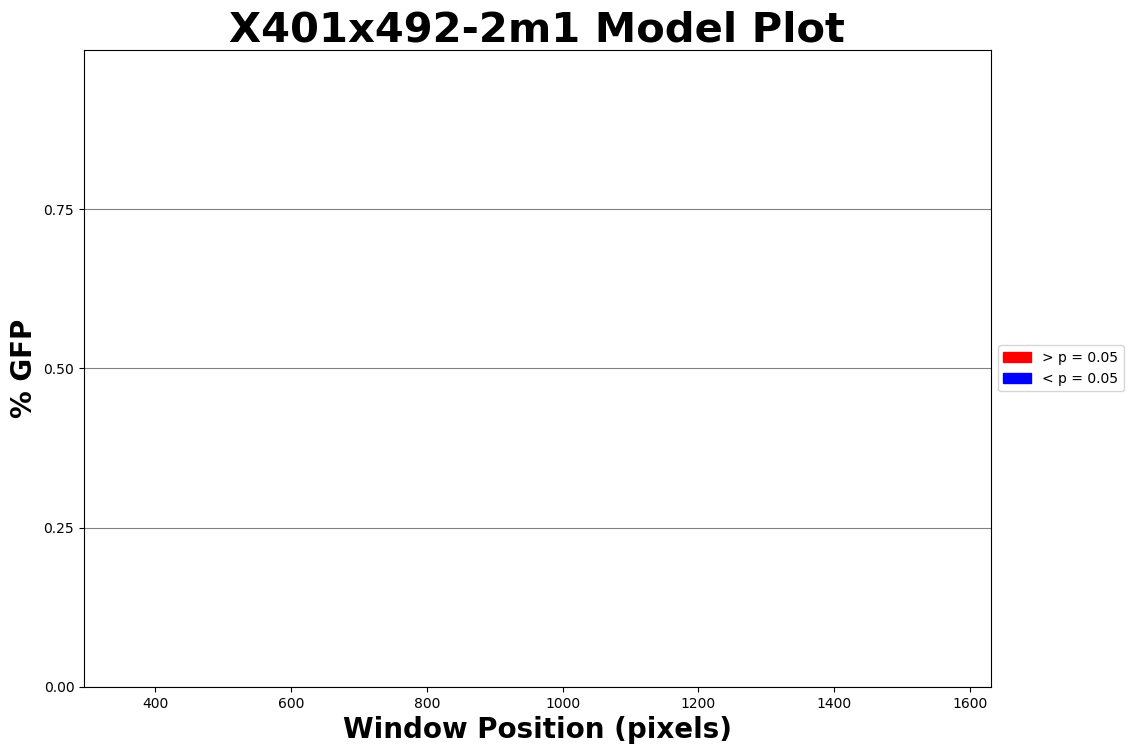 X401x492-2m1 Model Plot
% GFP
0.75
0.50
0.25
0.00
400 600 800 1000 1200 1400 1600
Window Position (pixels)
> p = 0.05
< p = 0.05